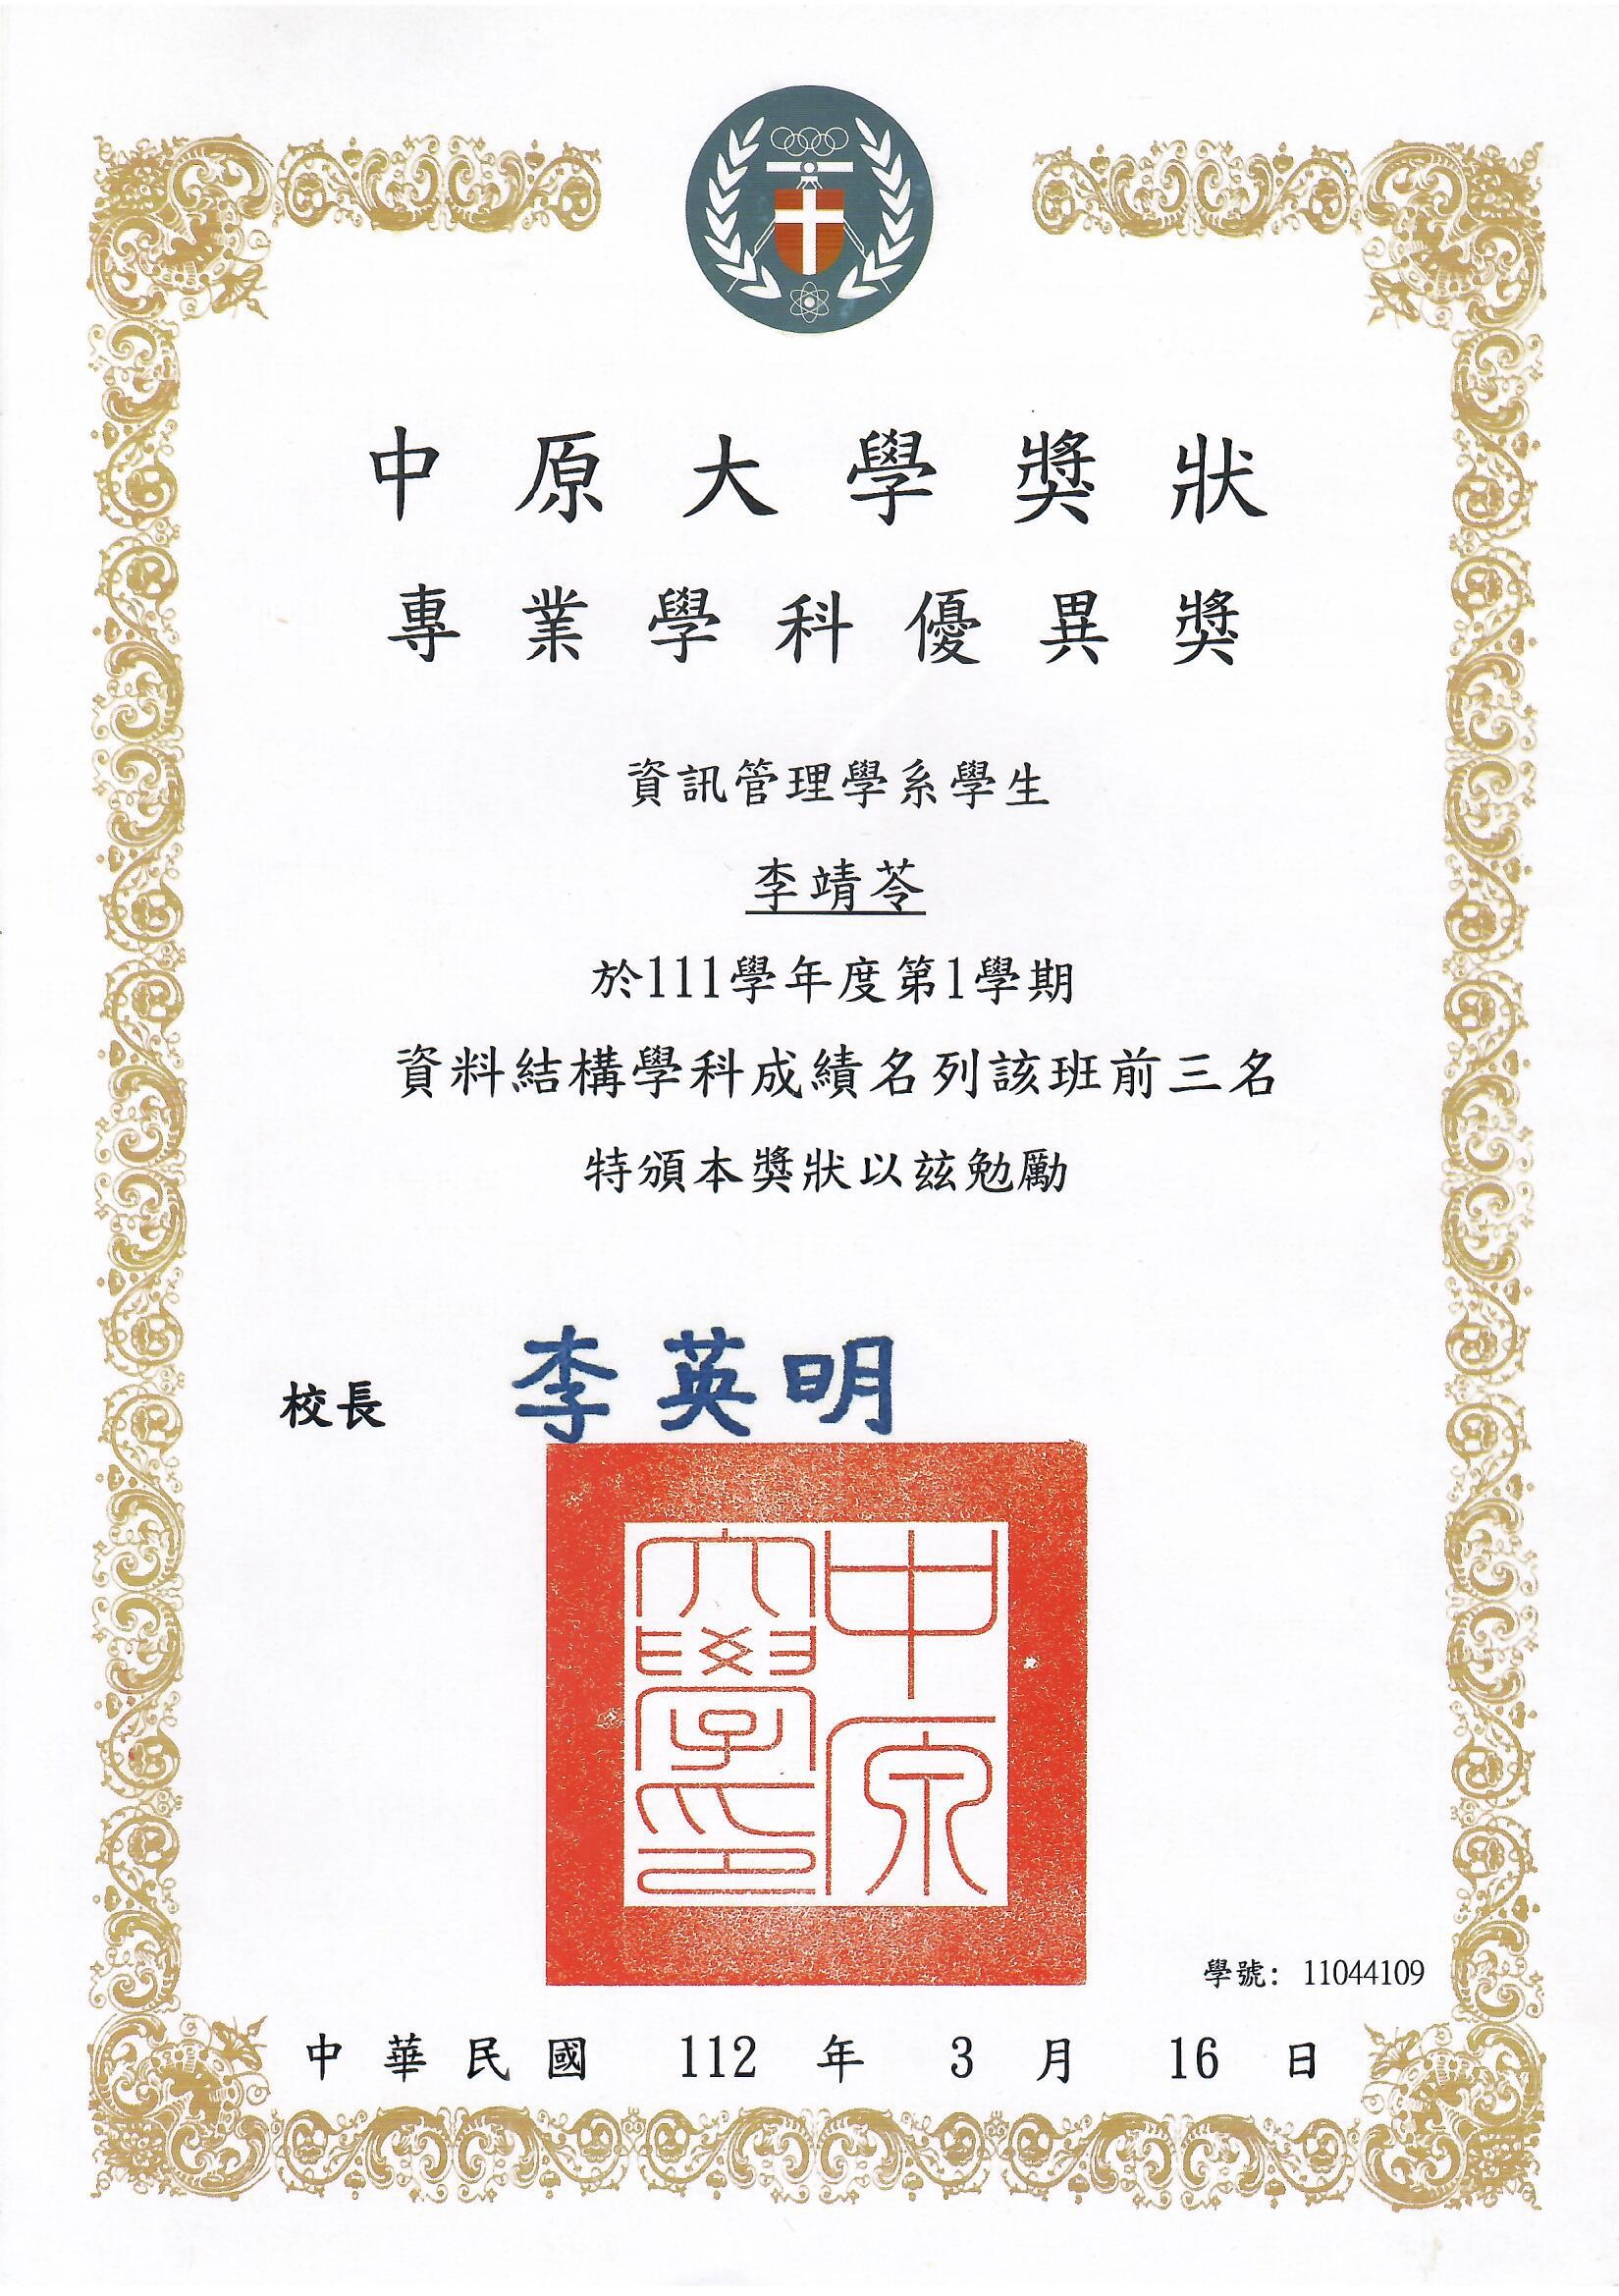 中原大學獎狀
專業學科優異獎
資訊管理學系學生
李靖苓
於111學年度第1學期
資料結構學科成績名列該班前三名
特頒本獎狀以玆勉勵
校長 李英明
中原大學印
學號：11044109
中華民國 112 年 3 月 16 日